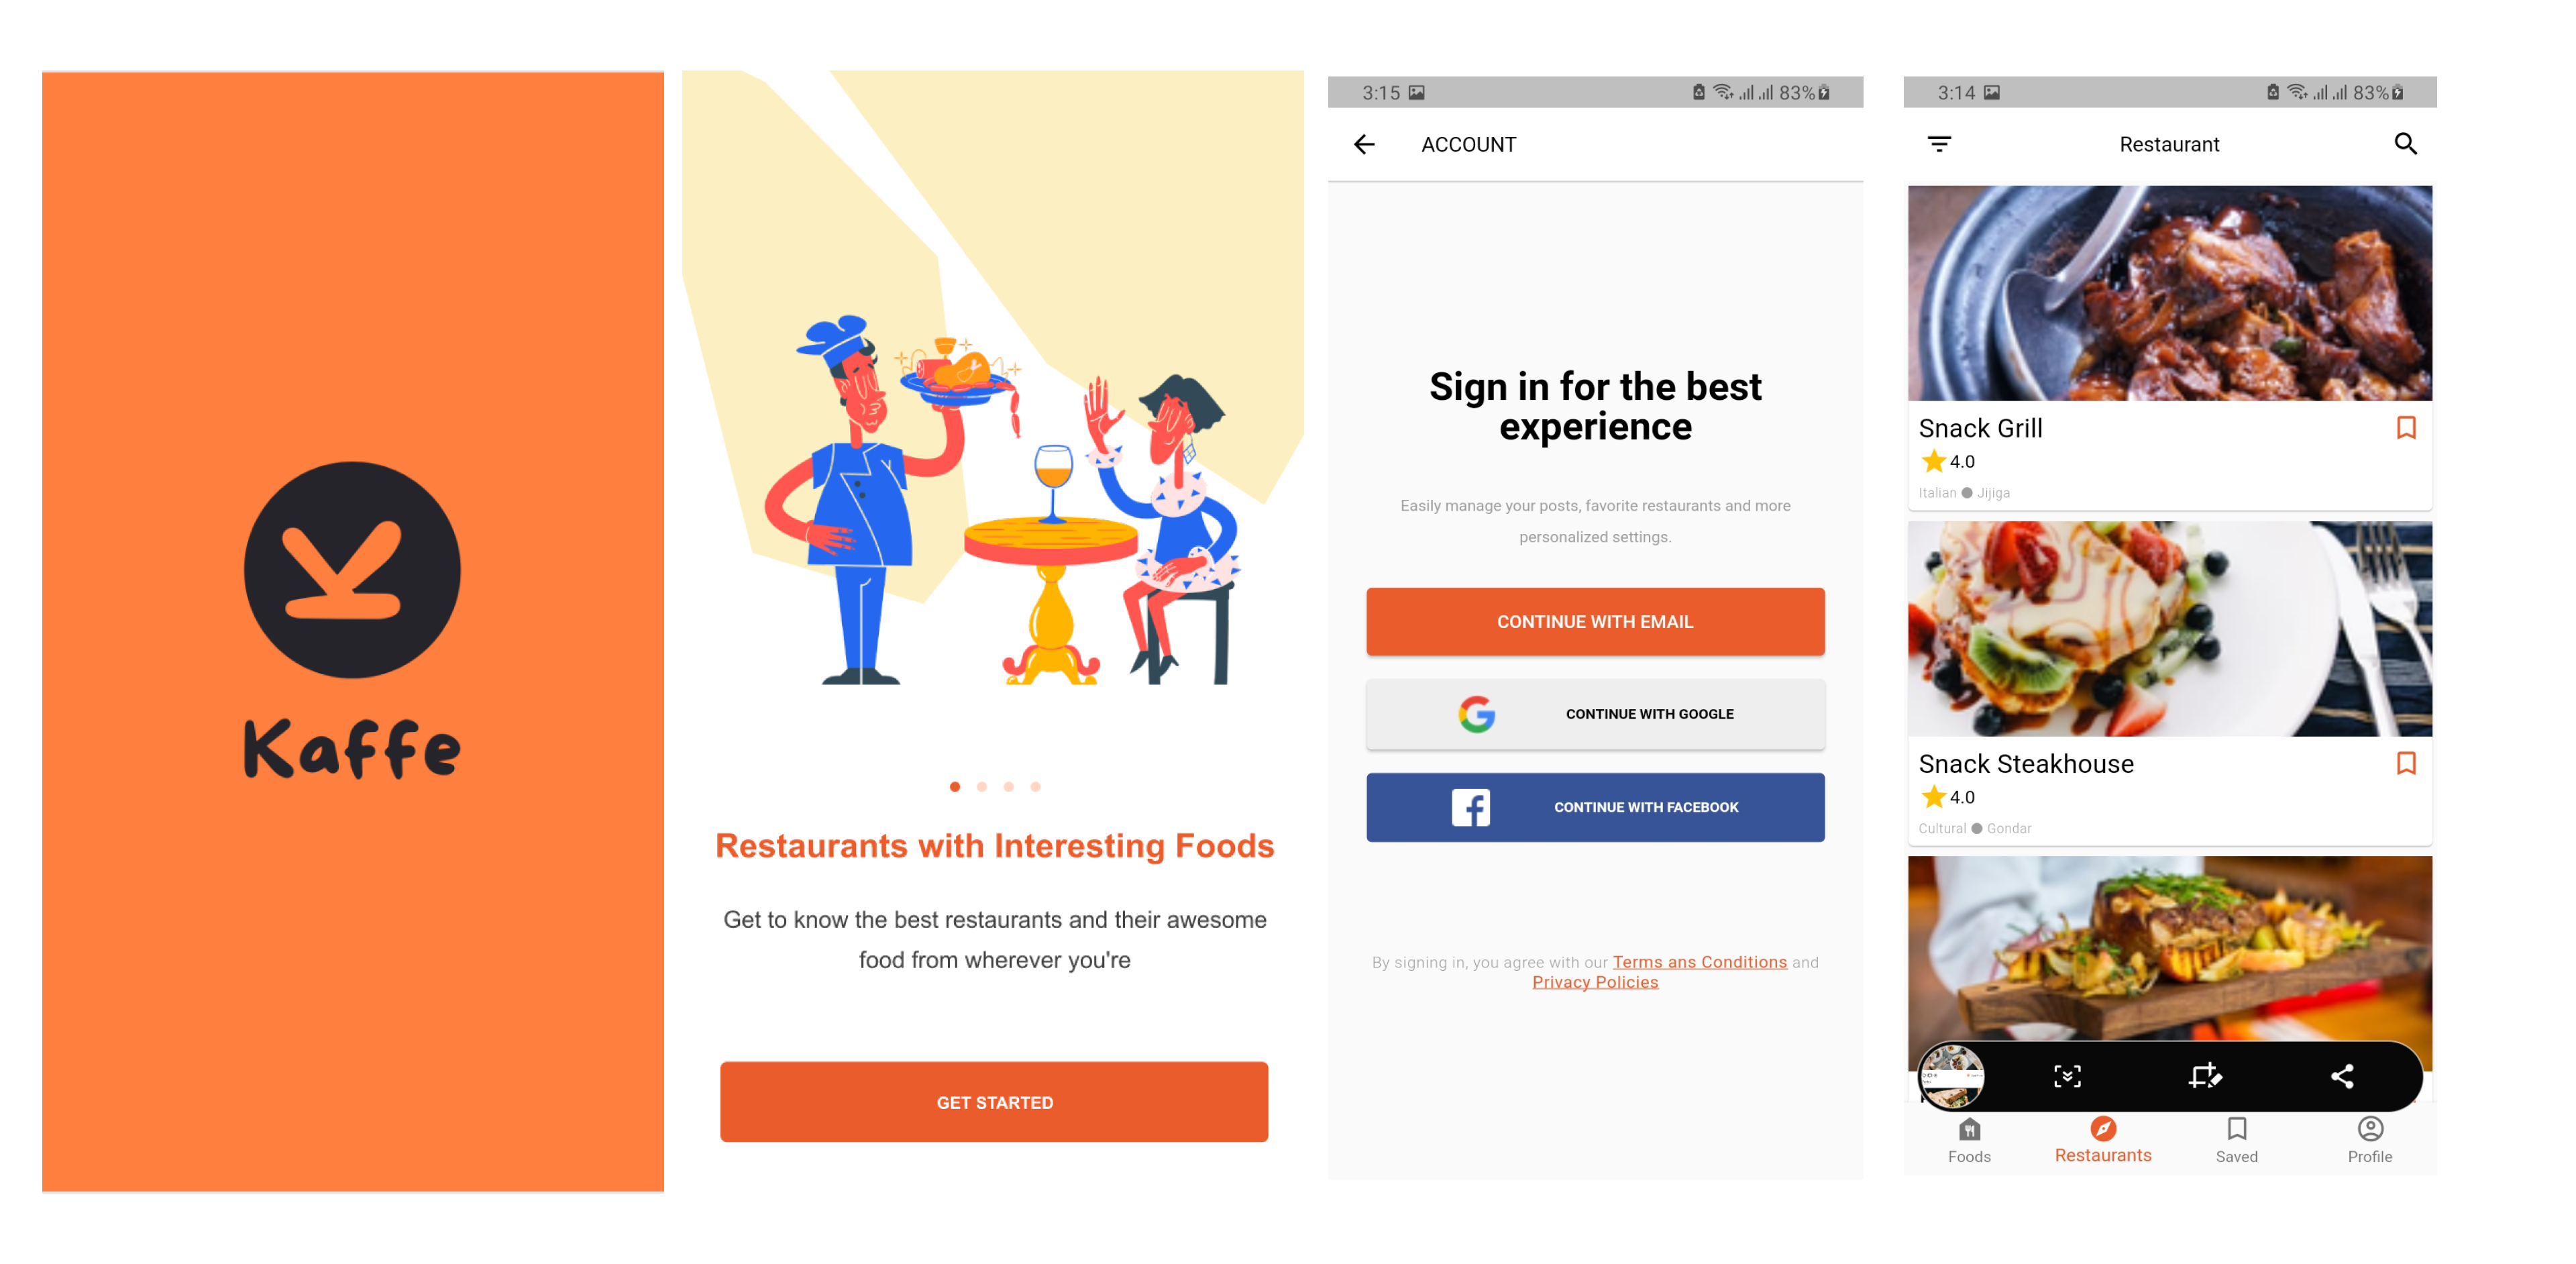 Kaffe
Restaurants with Interesting Foods
Get to know the best restaurants and their awesome
food from wherever you're
GET STARTED
3:15
83%
ACCOUNT
Sign in for the best
experience
Easily manage your posts, favorite restaurants and more
personalized settings.
CONTINUE WITH EMAIL
CONTINUE WITH GOOGLE
CONTINUE WITH FACEBOOK
By signing in, you agree with our Terms ans Conditions and
Privacy Policies
3:14
83%
Restaurant
Snack Grill
4.0
Italian ● Jijiga
Snack Steakhouse
4.0
Cultural ● Gondar
Foods
Restaurants
Saved
Profile